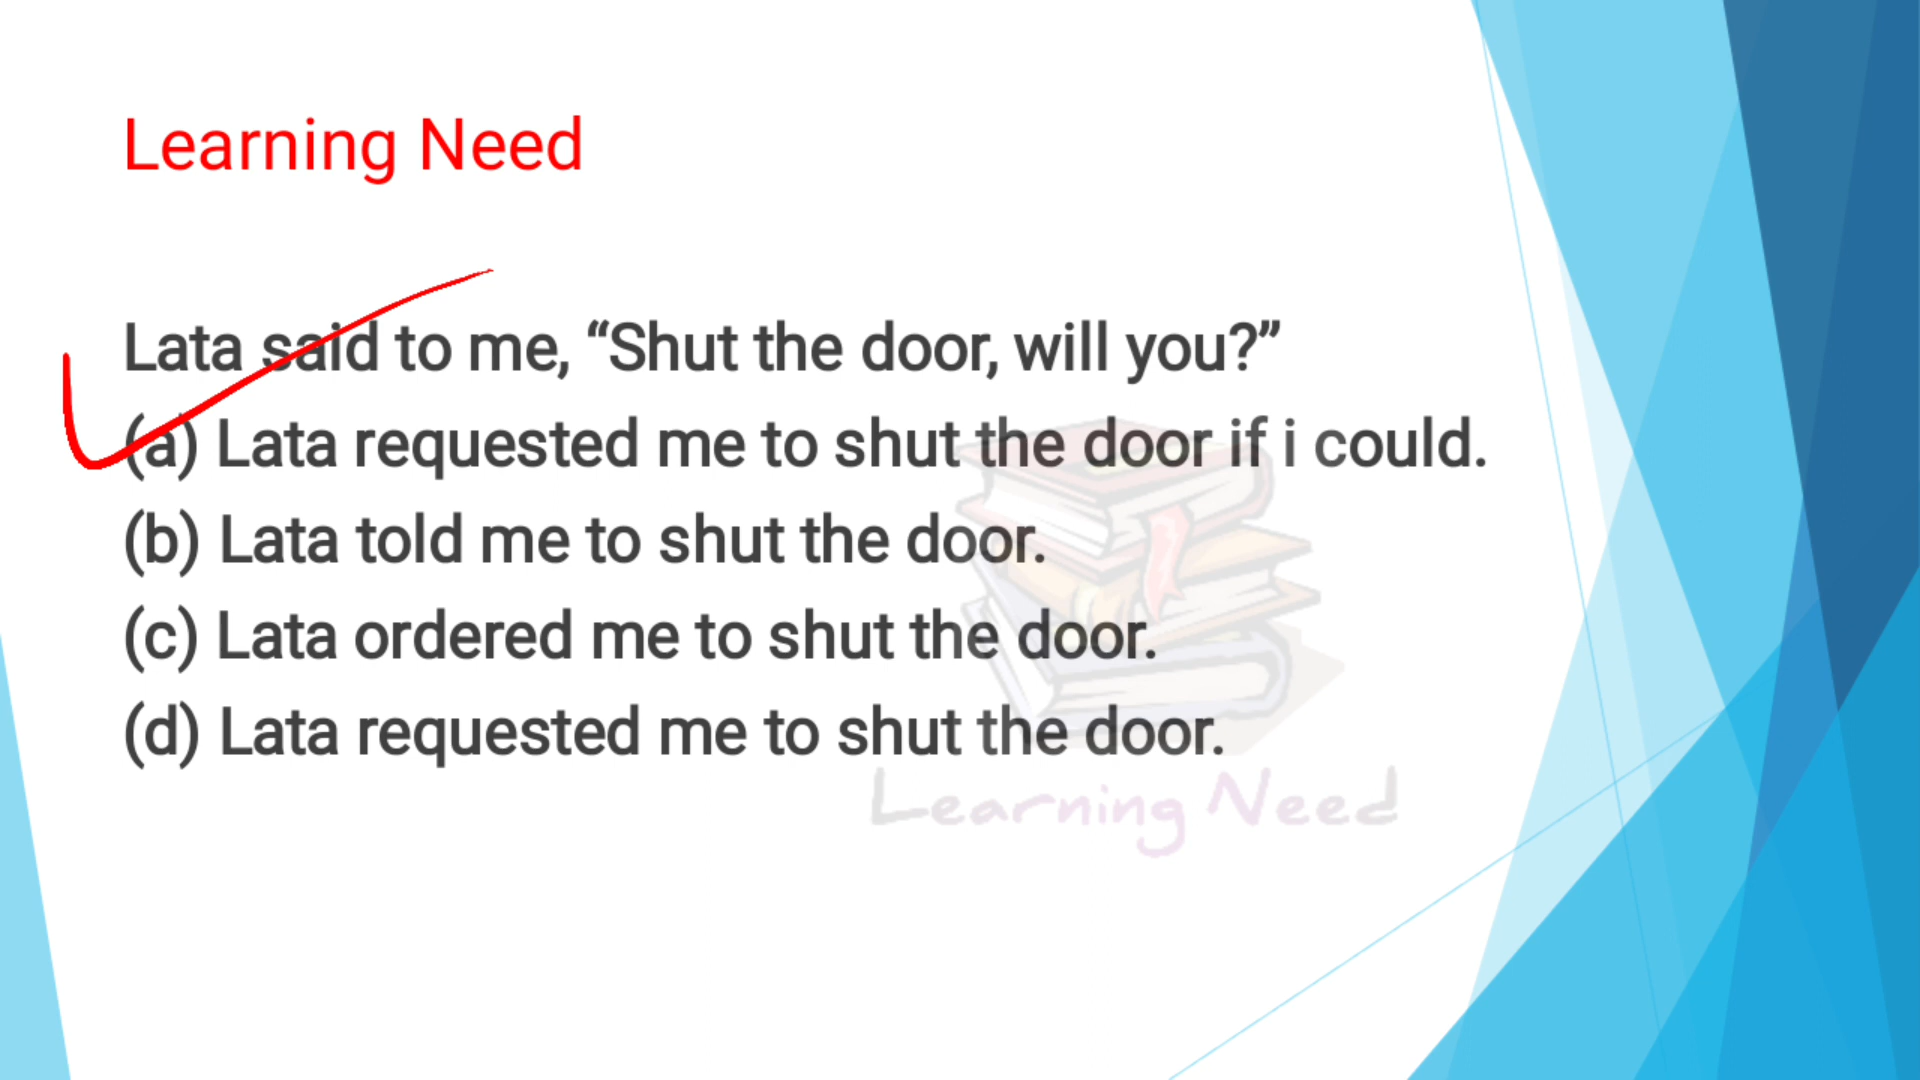 Learning Need
Lata said to me, “Shut the door, will you?”
(a) Lata requested me to shut the door if i could.
(b) Lata told me to shut the door.
(c) Lata ordered me to shut the door.
(d) Lata requested me to shut the door.
Learning Need